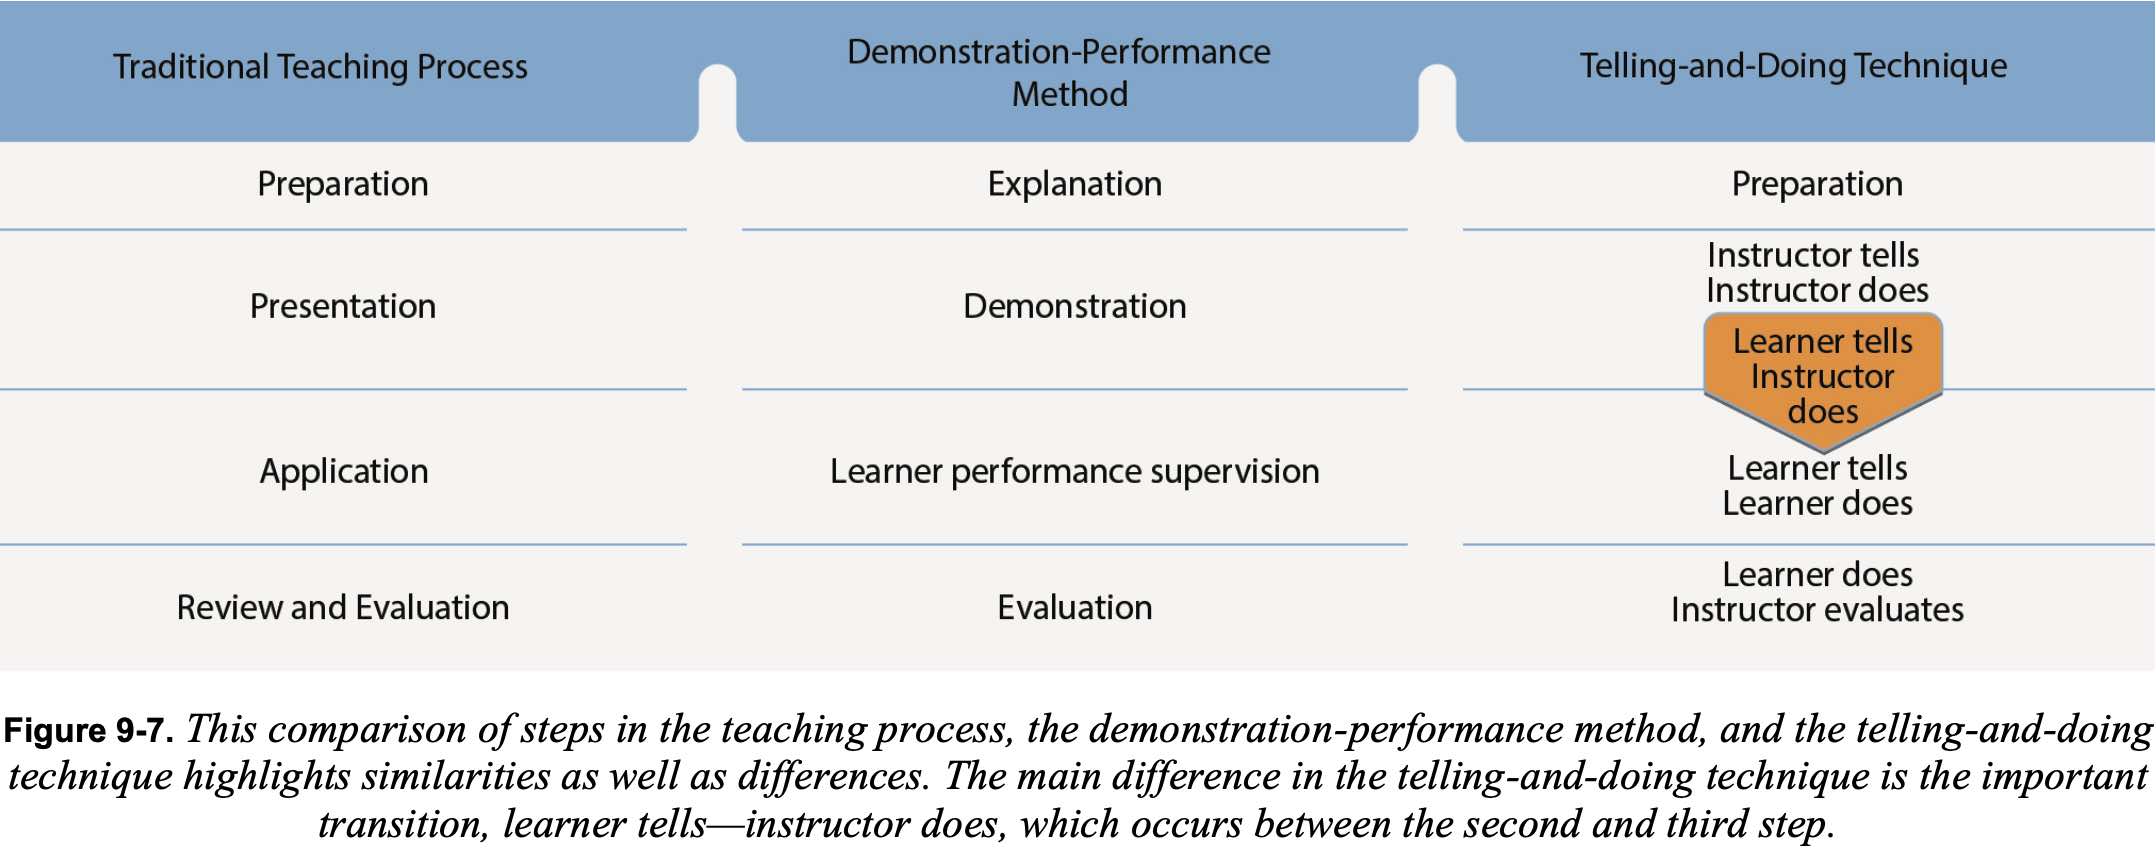 Traditional Teaching Process
Demonstration-Performance
Method
Telling-and-Doing Technique
Preparation
Explanation
Preparation
Presentation
Demonstration
Instructor tells
Instructor does
Learner tells
Instructor
does
Application
Learner performance supervision
Learner tells
Learner does
Review and Evaluation
Evaluation
Learner does
Instructor evaluates
Figure 9-7. This comparison of steps in the teaching process, the demonstration-performance method, and the telling-and-doing
technique highlights similarities as well as differences. The main difference in the telling-and-doing technique is the important
transition, learner tells—instructor does, which occurs between the second and third step.